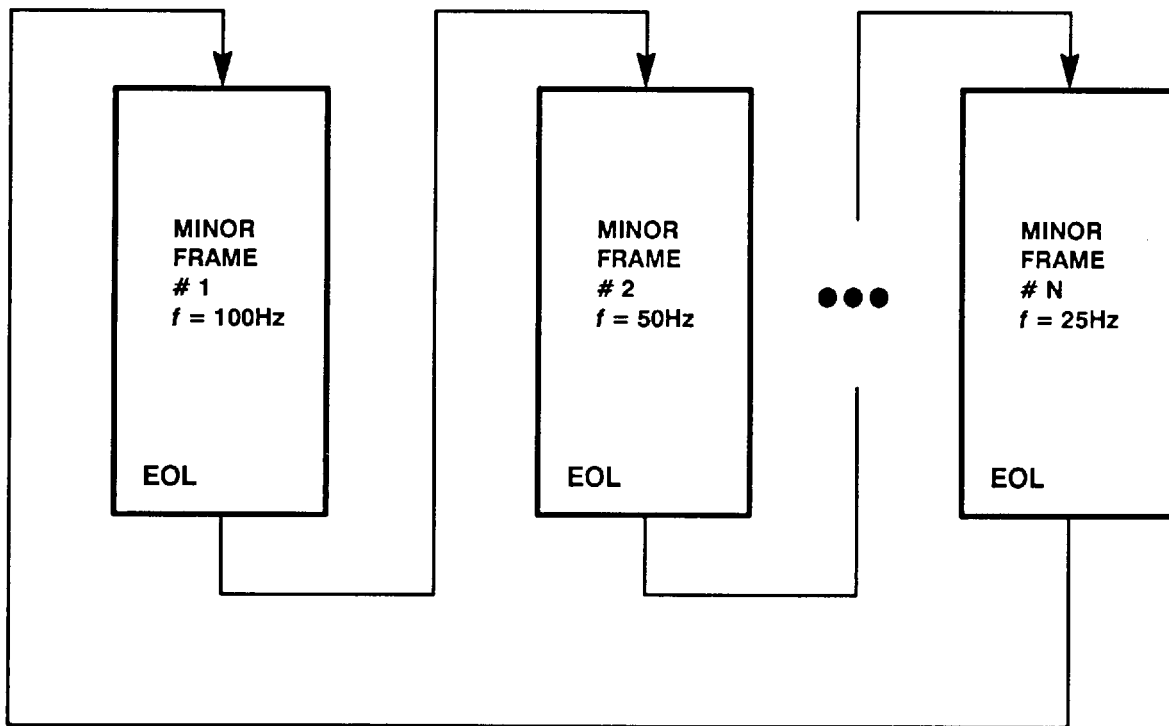 MINOR
FRAME
# 1
f = 100Hz
EOL
MINOR
FRAME
# 2
f = 50Hz
EOL
MINOR
FRAME
# N
f = 25Hz
EOL